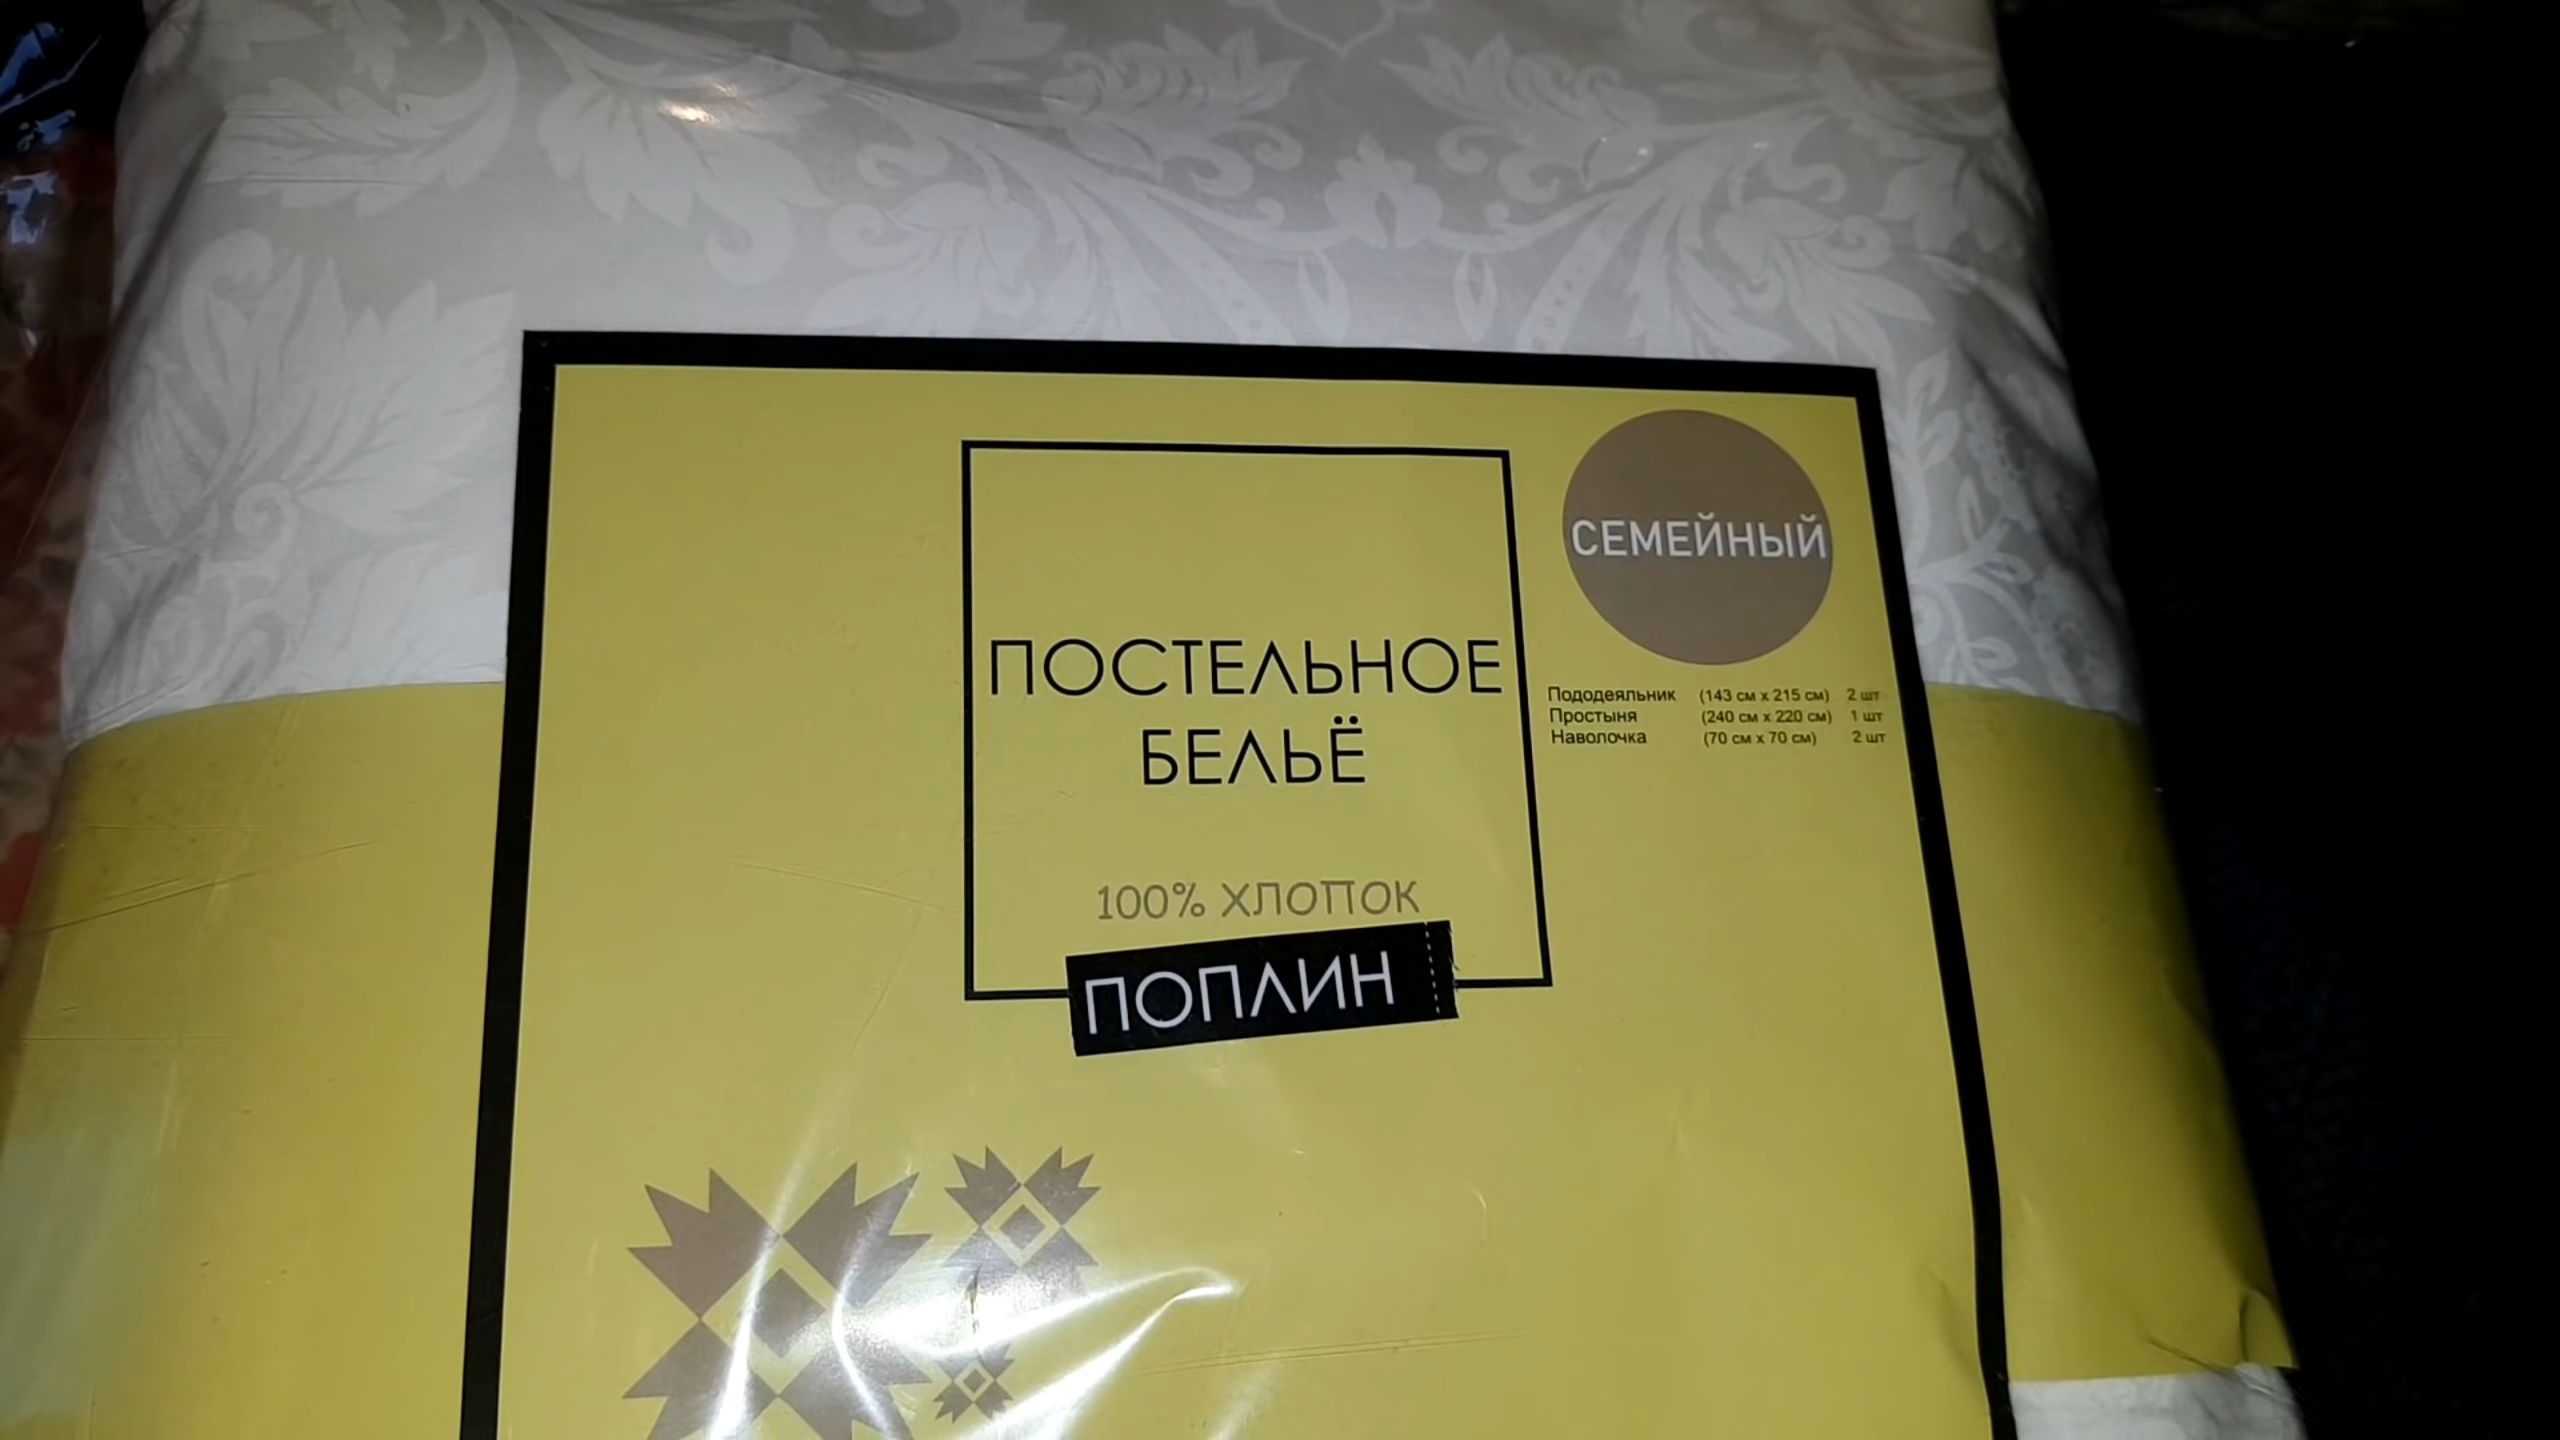 СЕМЕЙНЫЙ
ПОСТЕЛЬНОЕ
БЕЛЬЁ
100% ХЛОПОК
ПОПЛИН
Пододеяльник (143 см x 215 см) 2 шт
Простыня (240 см x 220 см) 1 шт
Наволочка (70 см x 70 см) 2 шт